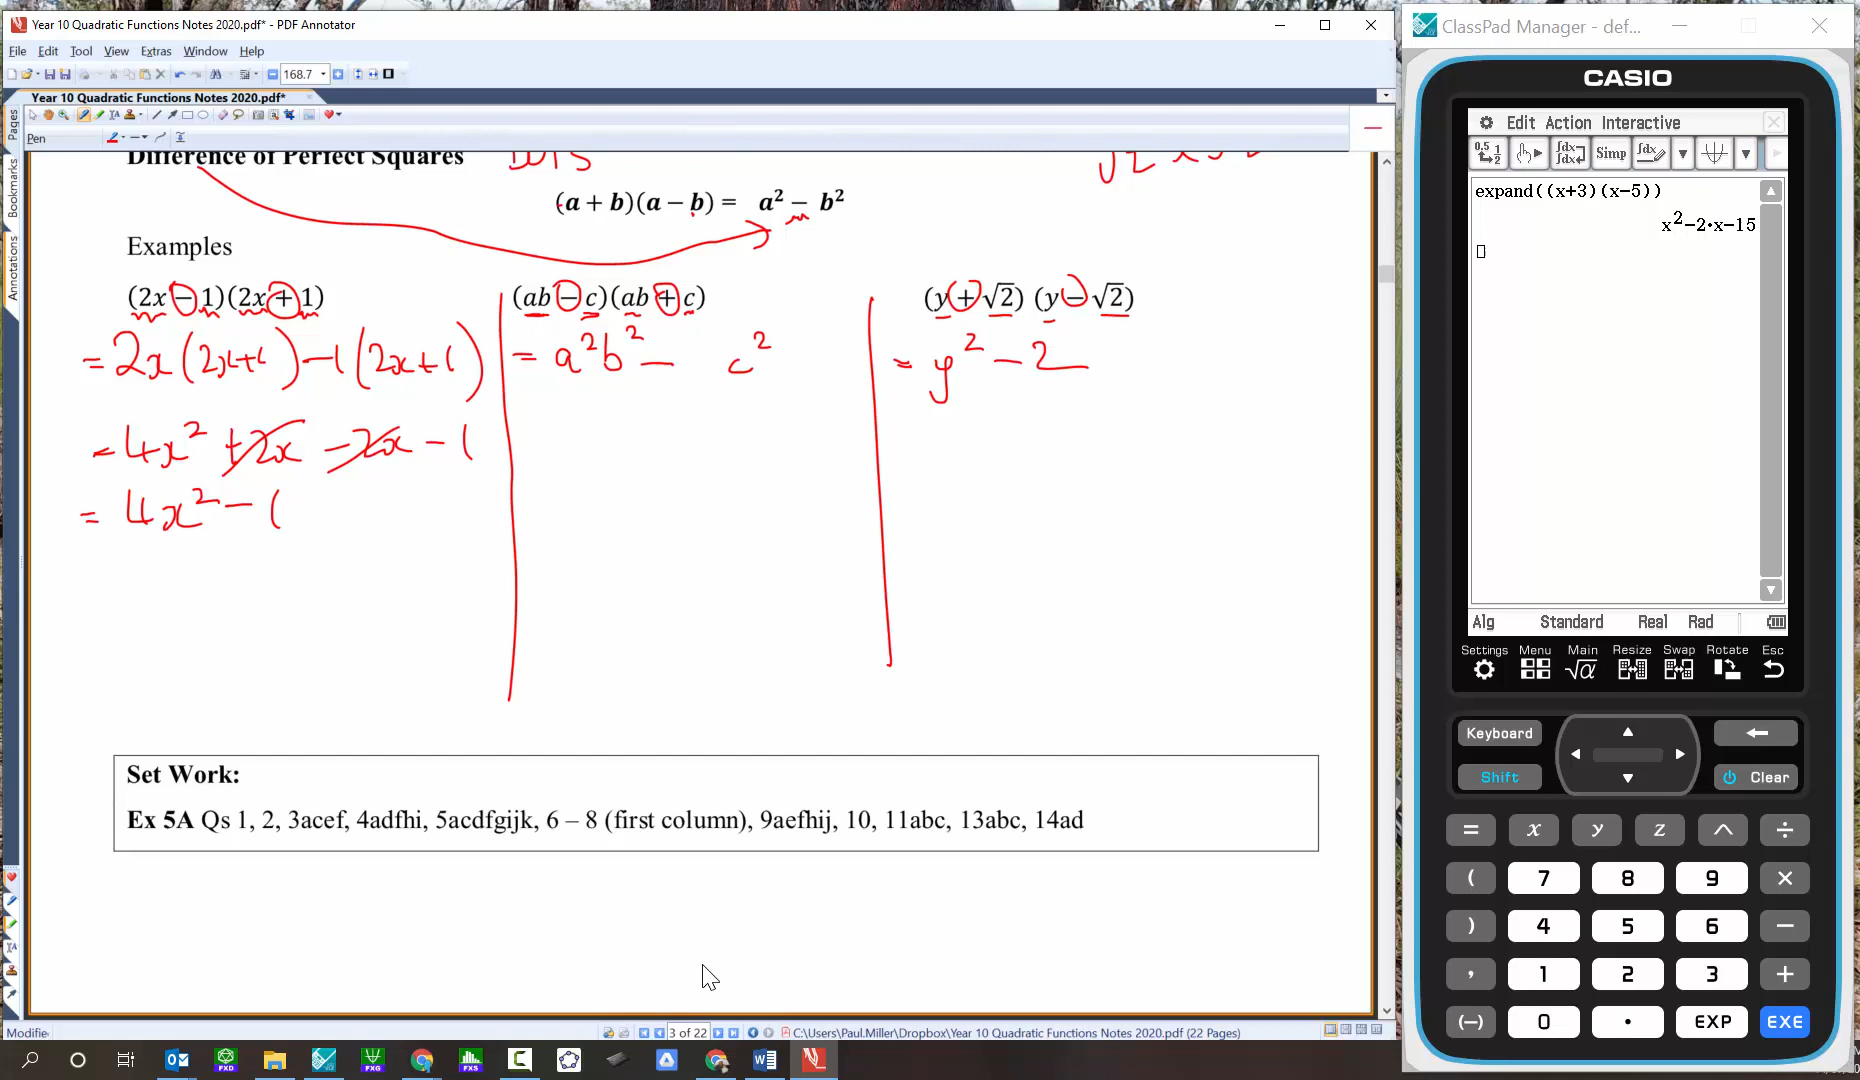 Year 10 Quadratic Functions Notes 2020.pdf* - PDF Annotator
File Edit Tool View Extras Window Help
168.7
Year 10 Quadratic Functions Notes 2020.pdf*
Pen
Pages
Bookmarks
Annotations
Difference of Perfect Squares
(a + b)(a − b) = a² − b²
Examples
(2x − 1)(2x + 1)
= 2x(2x+1) −1(2x+1)
= 4x² +2x −2x − 1
= 4x² − 1
(ab − c)(ab + c)
= a²b² − c²
(y + √2) (y − √2)
= y² − 2
Set Work:
Ex 5A Qs 1, 2, 3acef, 4adfhi, 5acdfgijk, 6 – 8 (first column), 9aefhij, 10, 11abc, 13abc, 14ad
Modifie
3 of 22
C:\Users\Paul.Miller\Dropbox\Year 10 Quadratic Functions Notes 2020.pdf (22 Pages)
ClassPad Manager - def...
CASIO
Edit Action Interactive
Simp
expand((x+3)(x−5))
x²−2•x−15
Alg Standard Real Rad
Settings Menu Main Resize Swap Rotate Esc
Keyboard
Shift
Clear
= x y z ^ ÷
( 7 8 9 ×
) 4 5 6 −
, 1 2 3 +
(−) 0 • EXP EXE